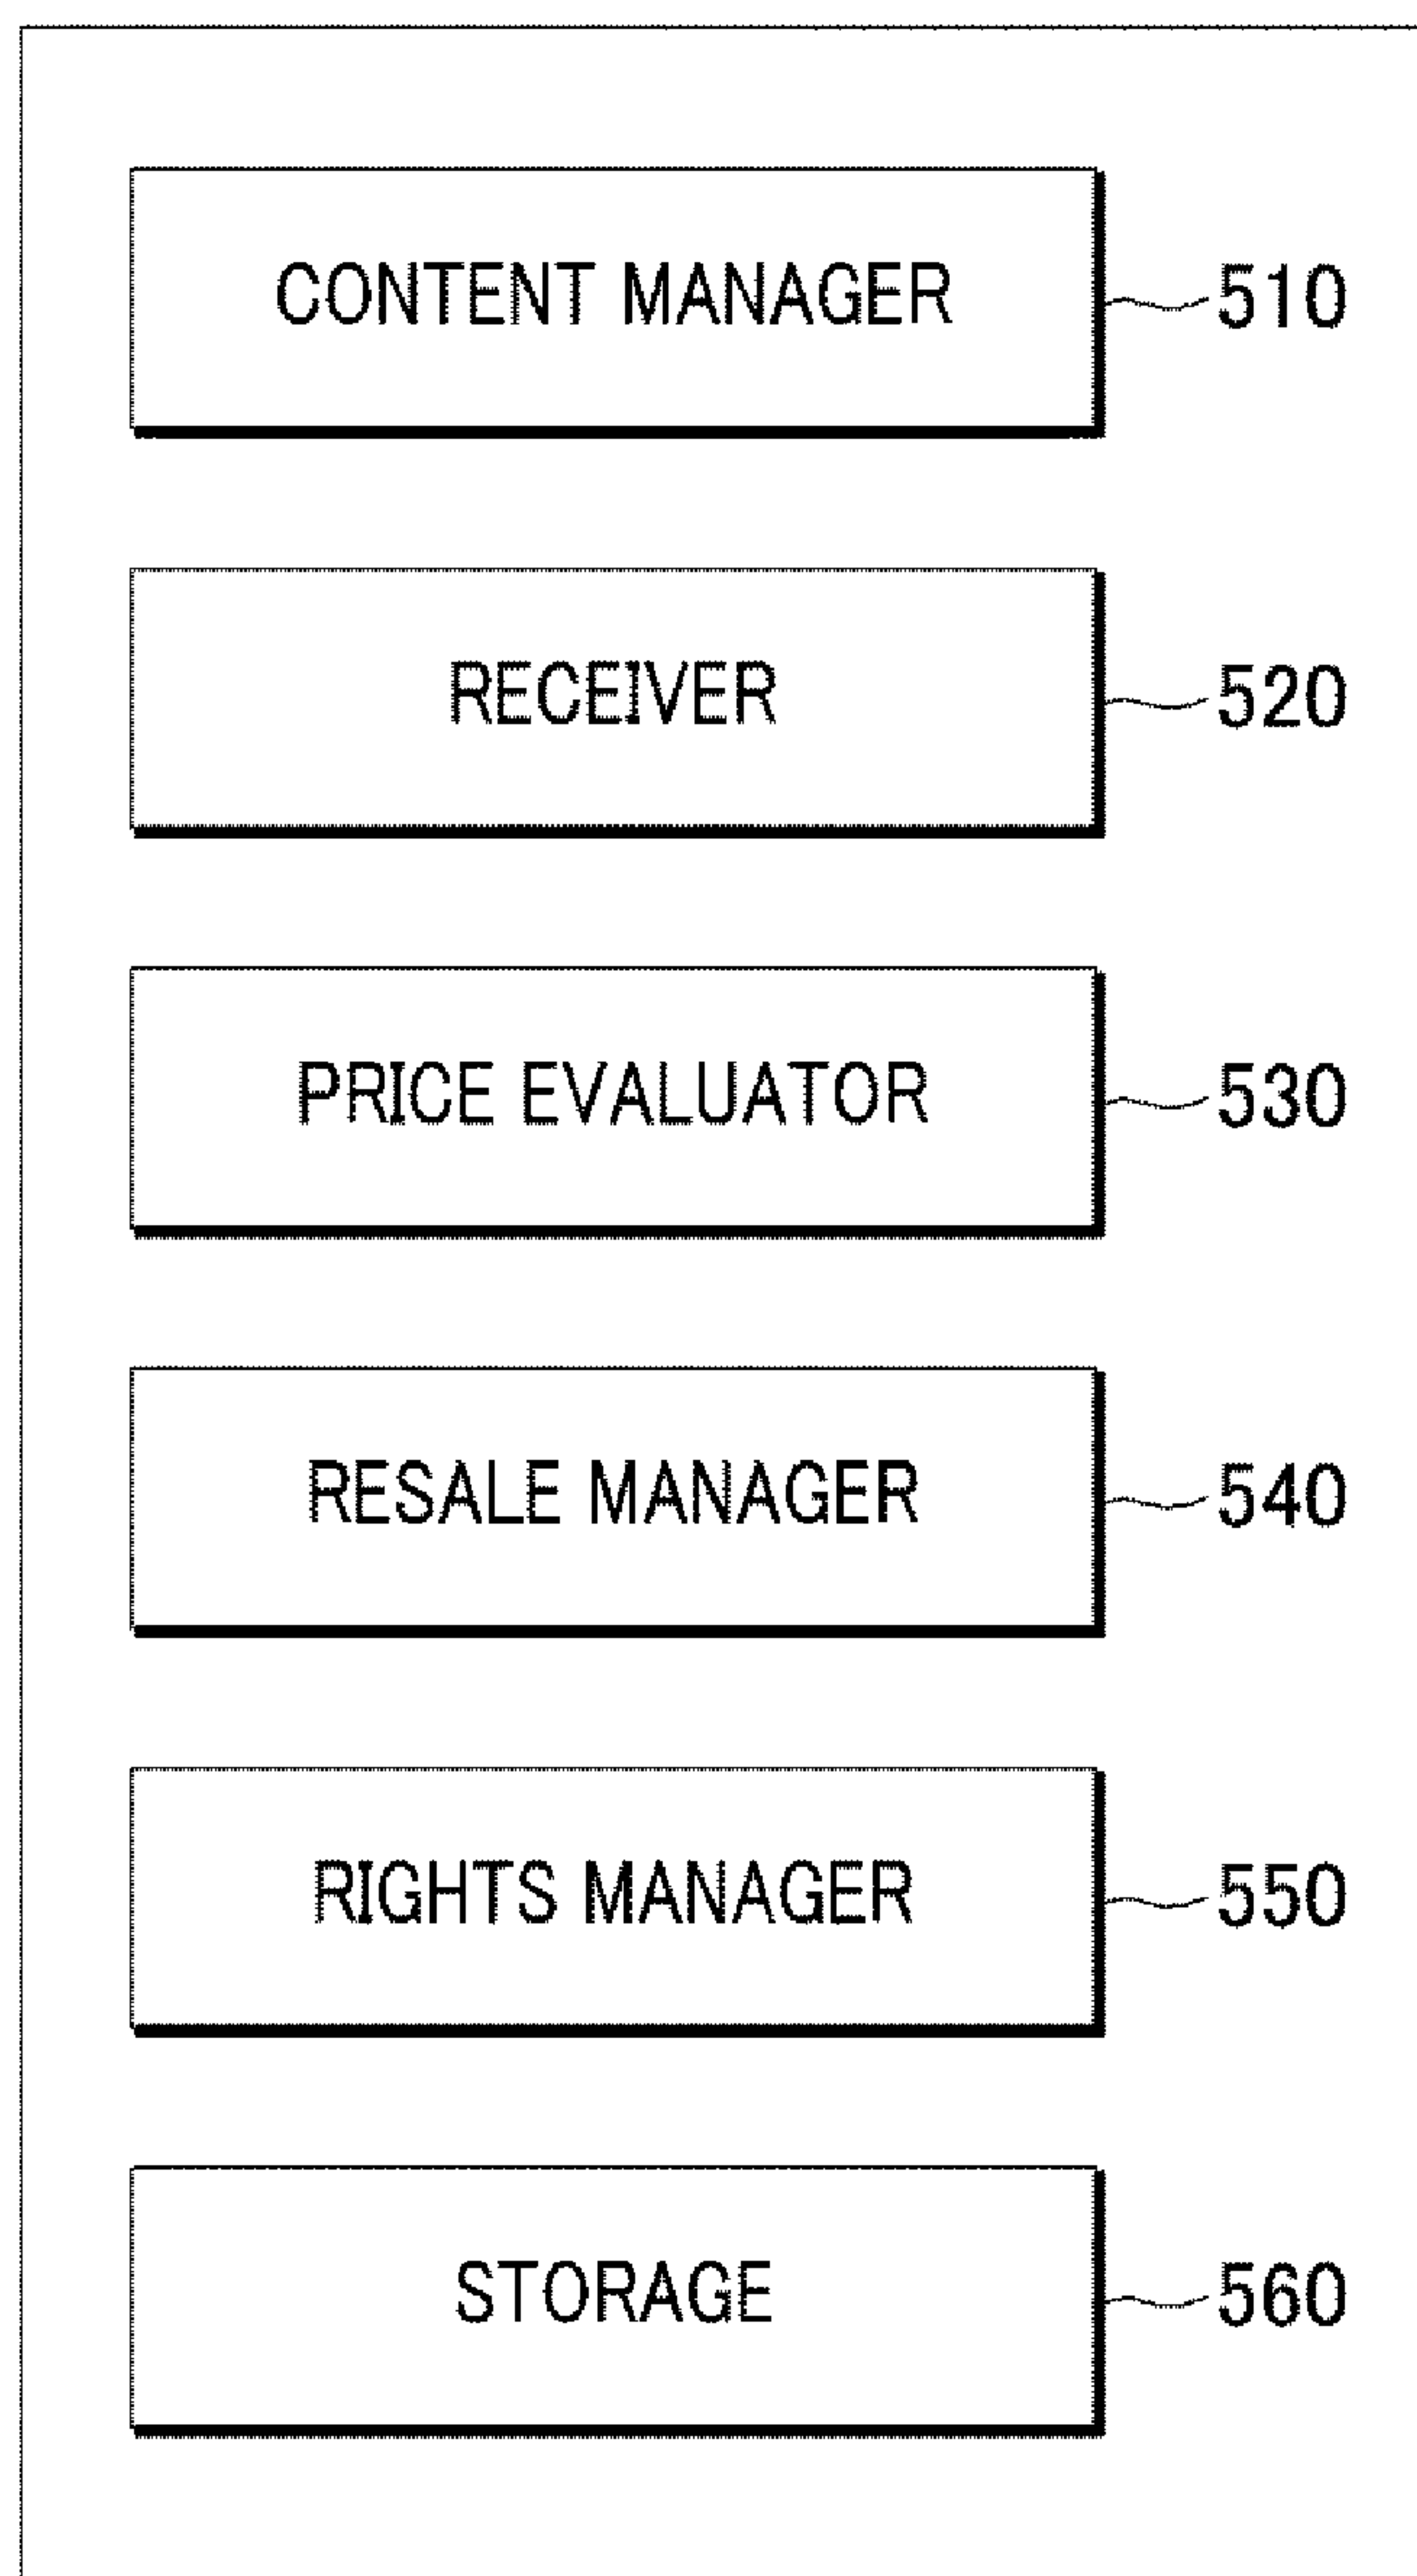 CONTENT MANAGER 510
RECEIVER 520
PRICE EVALUATOR 530
RESALE MANAGER 540
RIGHTS MANAGER 550
STORAGE 560